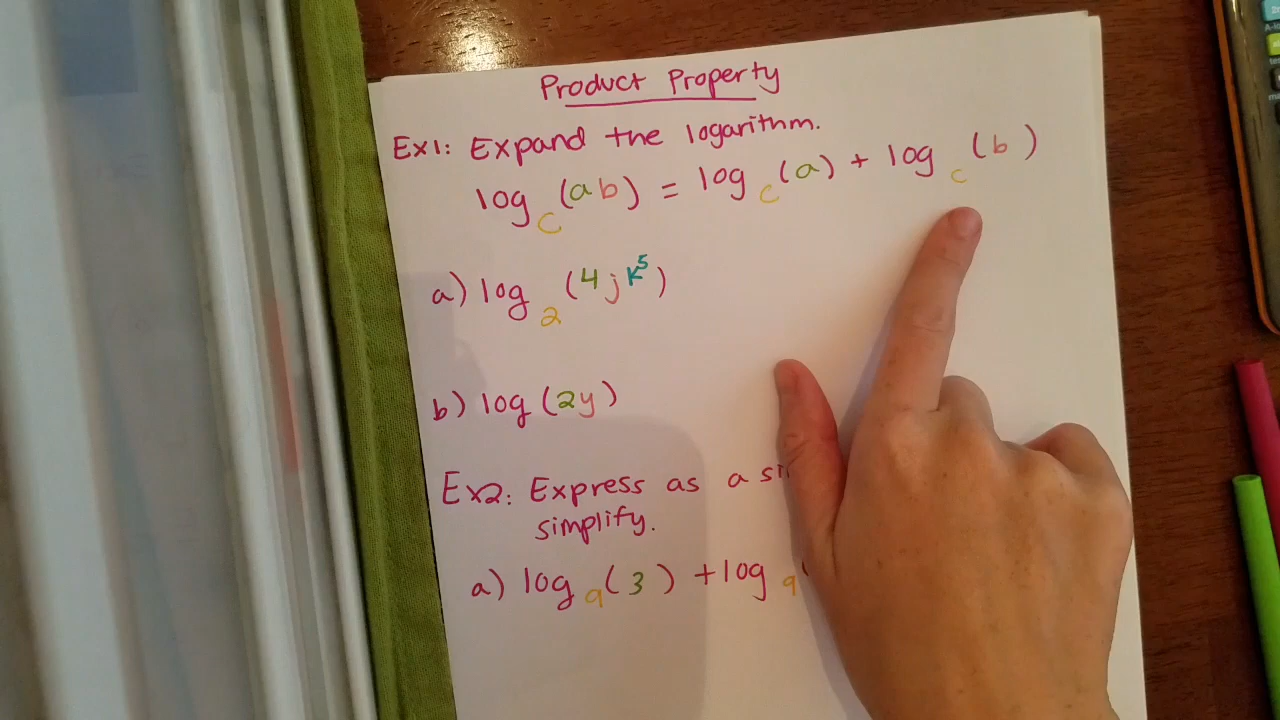 Product Property
Ex1: Expand the logarithm.
log_c(ab) = log_c(a) + log_c(b)
a) log_2(4jk^5)
b) log(2y)
Ex2: Express as a
simplify.
a) log_9(3) + log_9